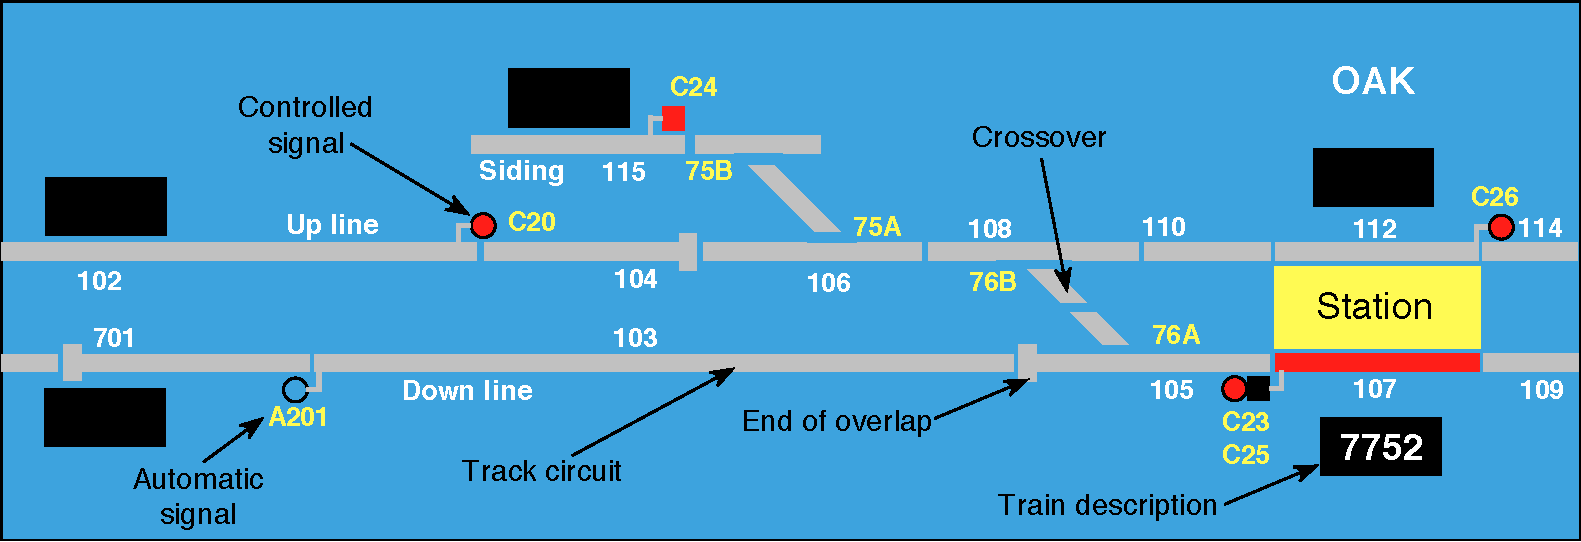 OAK
C24
Controlled
signal
Crossover
Siding
115
75B
C26
Up line
C20
75A
108
110
112
114
102
104
106
76B
Station
701
103
76A
Down line
105
107
109
A201
End of overlap
C23
C25
7752
Track circuit
Automatic
signal
Train description